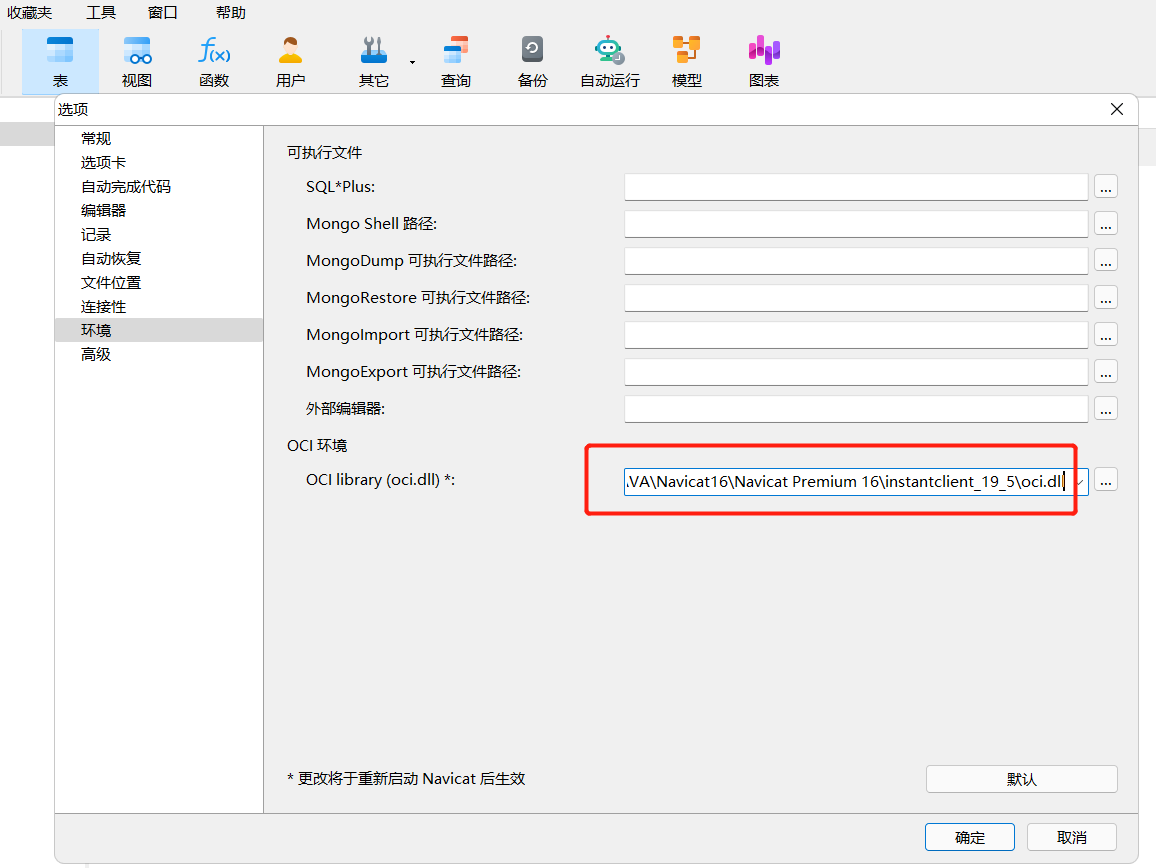 收藏夹 工具 窗口 帮助
表 视图 函数 用户 其它 查询 备份 自动运行 模型 图表
选项
常规
选项卡
自动完成代码
编辑器
记录
自动恢复
文件位置
连接性
环境
高级
可执行文件
SQL*Plus: ...
Mongo Shell 路径: ...
MongoDump 可执行文件路径: ...
MongoRestore 可执行文件路径: ...
MongoImport 可执行文件路径: ...
MongoExport 可执行文件路径: ...
外部编辑器: ...
OCI 环境
OCI library (oci.dll) *: VA\Navicat16\Navicat Premium 16\instantclient_19_5\oci.dll ...
* 更改将于重新启动 Navicat 后生效 默认
确定 取消